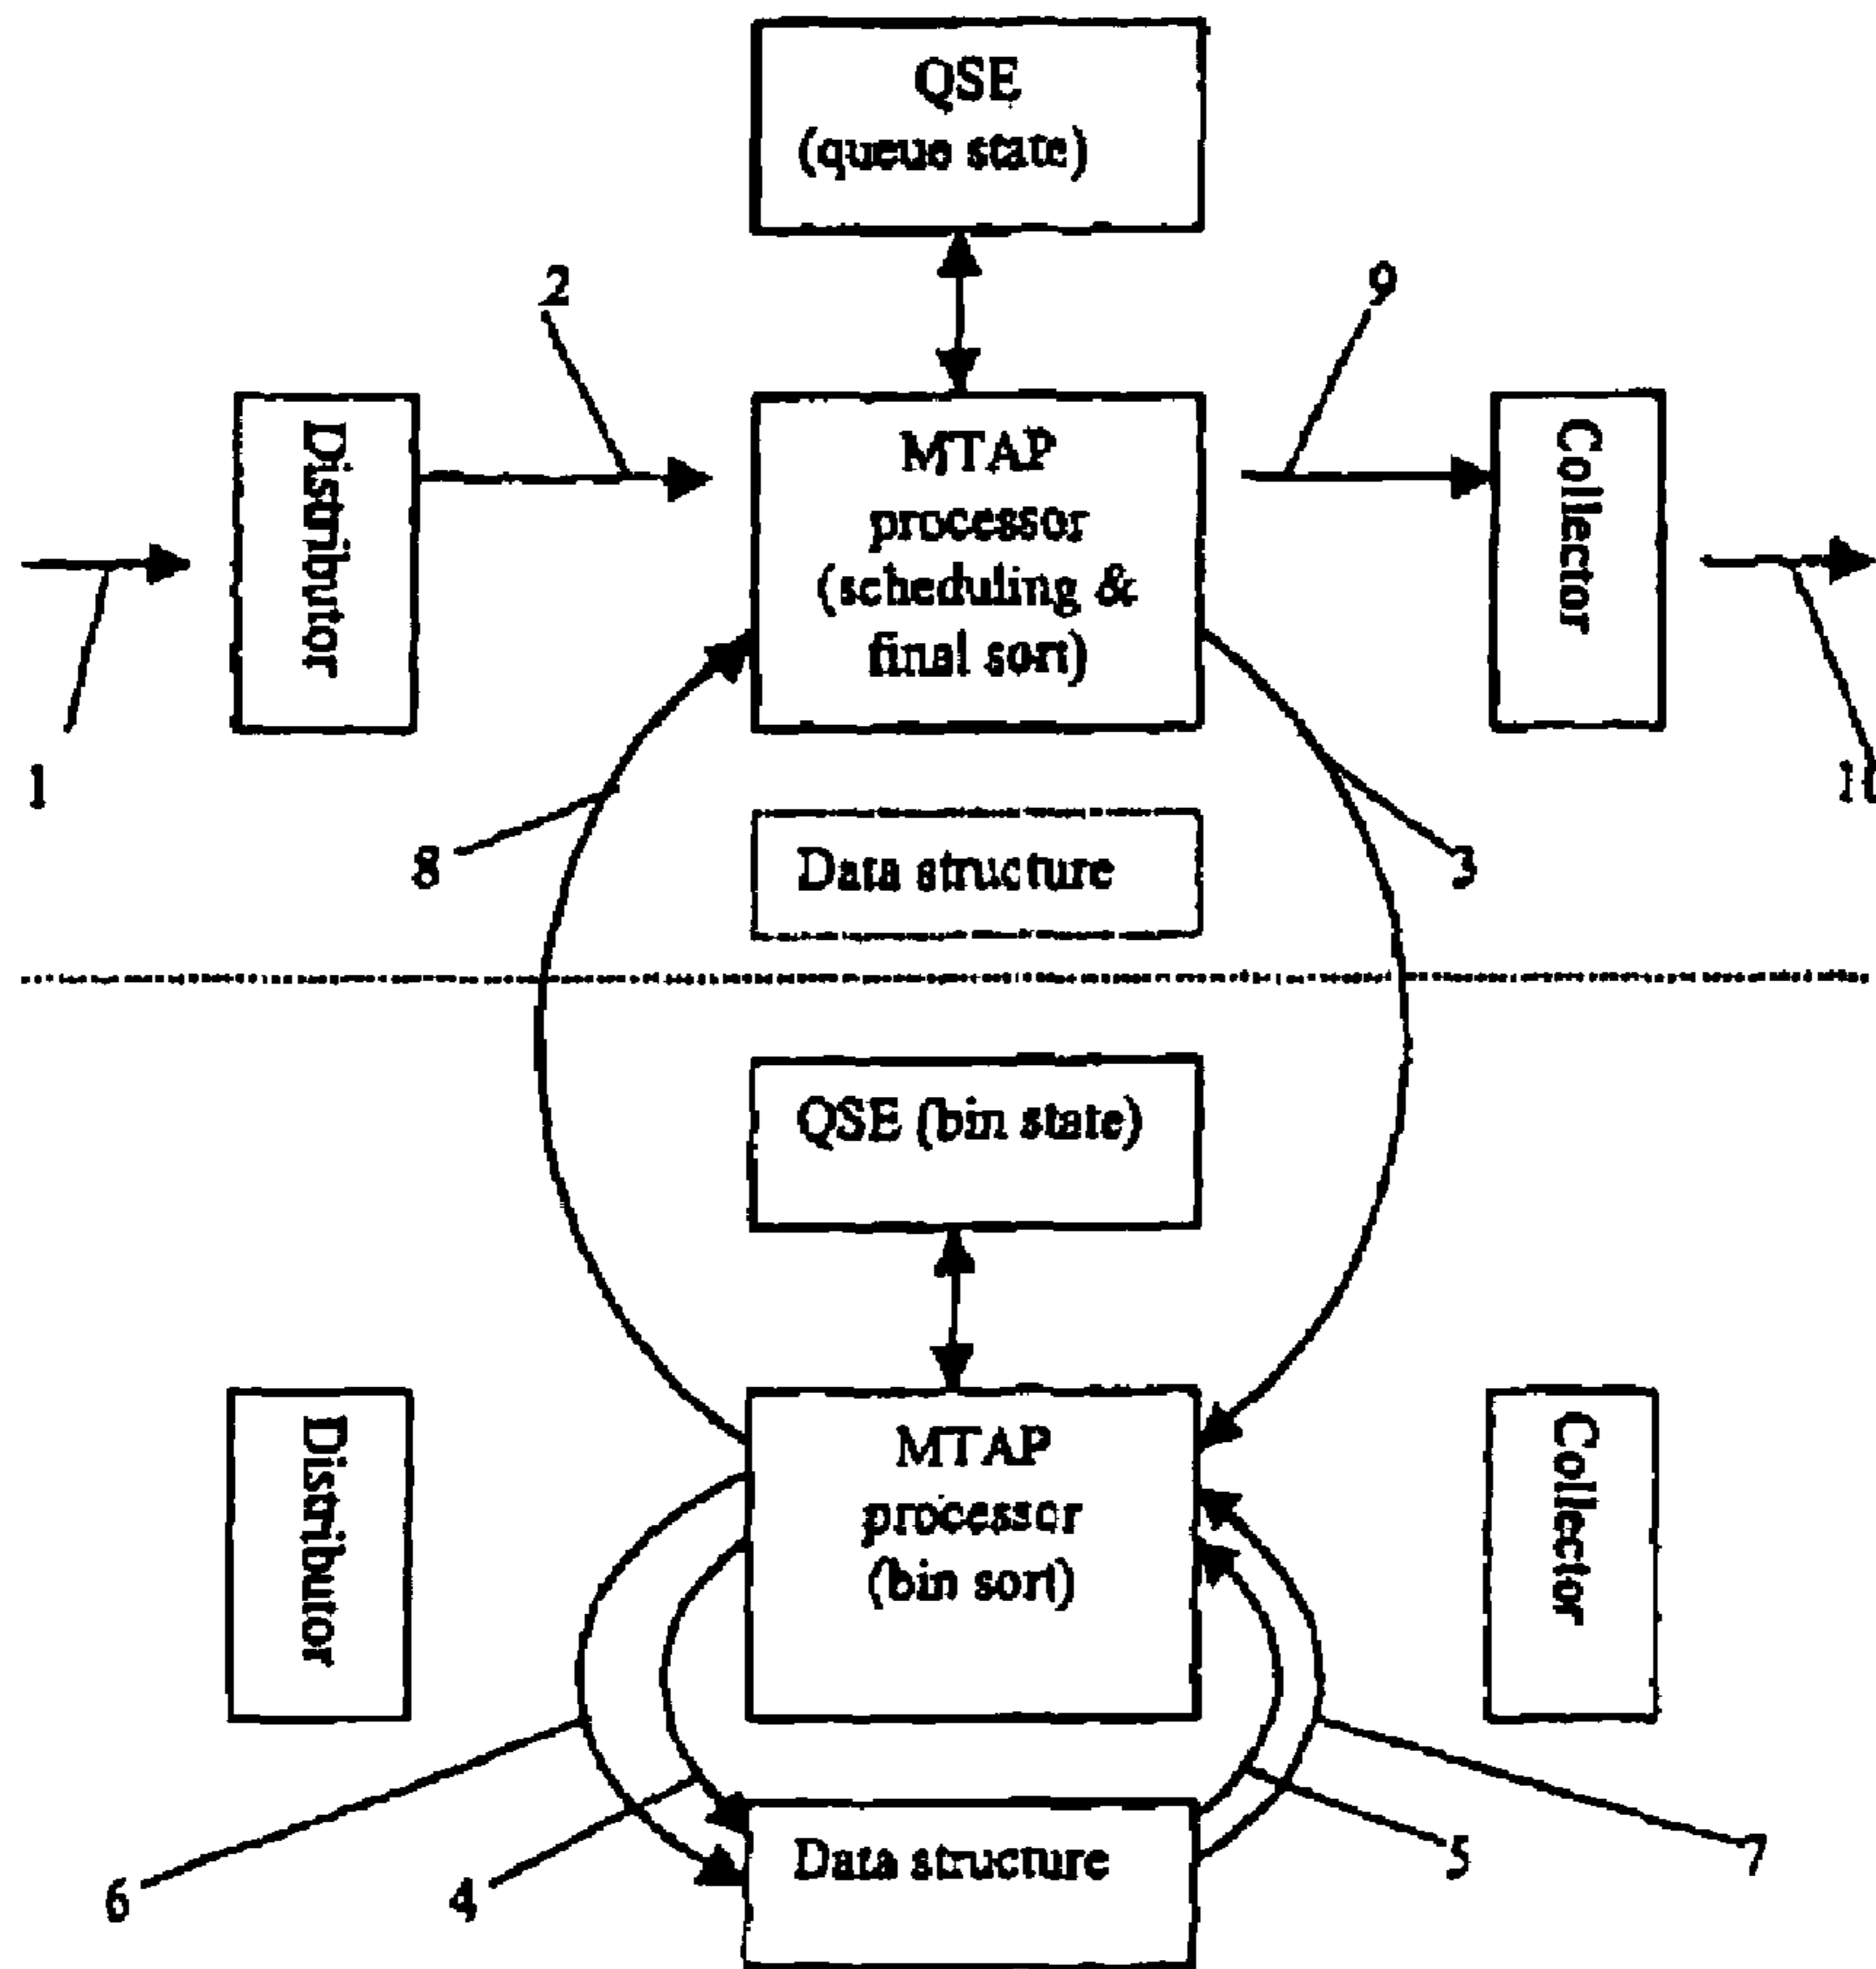 QSE
(queue state)
2
9
Distributor
MTAP
processor
(scheduling &
final sort)
Collector
1
8
Data structure
3
QSE (bin state)
Distributor
MTAP
processor
(bin sort)
Collector
6
4
Data structure
5
7